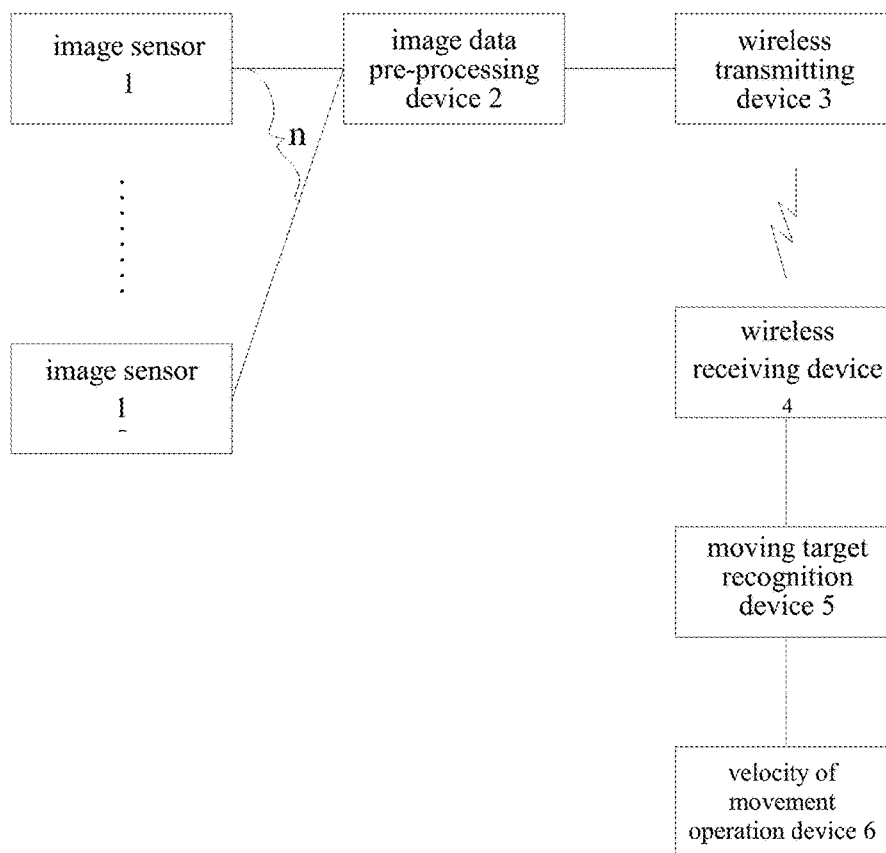 image sensor
1
image data
pre-processing
device 2
wireless
transmitting
device 3
n
image sensor
1
wireless
receiving device
4
moving target
recognition
device 5
velocity of
movement
operation device 6